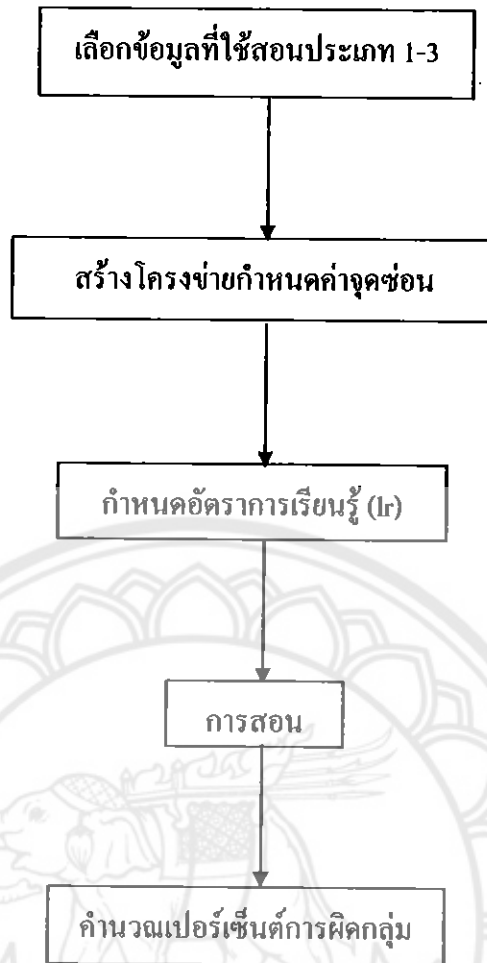 เลือกข้อมูลที่ใช้สอนประเภท 1-3
สร้างโครงข่ายกำหนดค่าจุดซ่อน
กำหนดอัตราการเรียนรู้ (lr)
การสอน
คำนวณเปอร์เซ็นต์การผิดกลุ่ม